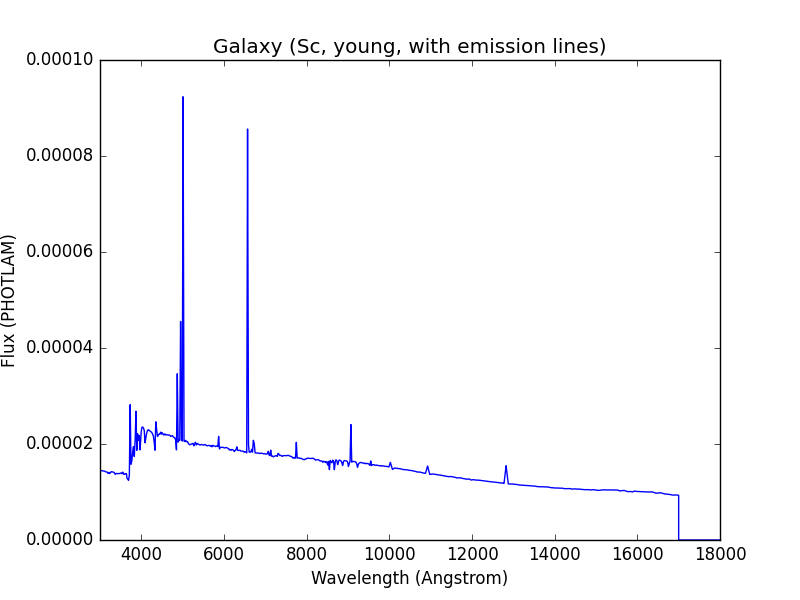 Galaxy (Sc, young, with emission lines)
0.00010
0.00008
0.00006
0.00004
0.00002
0.00000
Flux (PHOTLAM)
4000 6000 8000 10000 12000 14000 16000 18000
Wavelength (Angstrom)